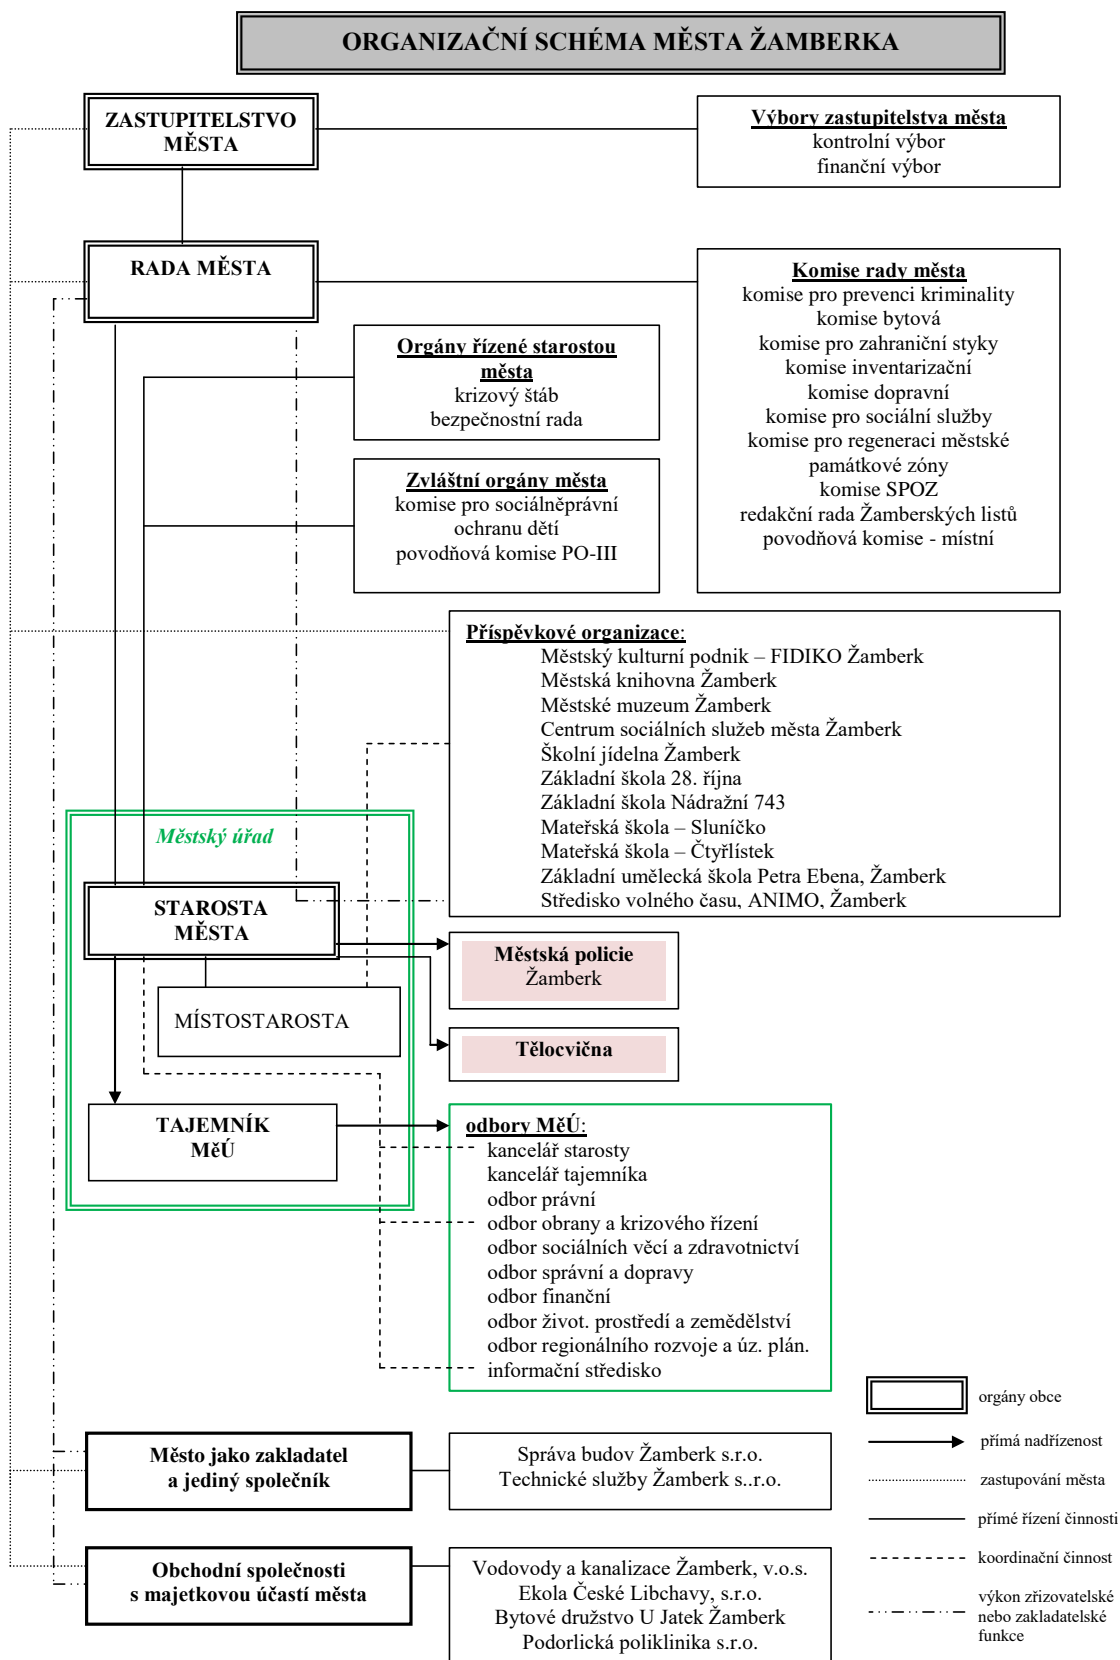 ORGANIZAČNÍ SCHÉMA MĚSTA ŽAMBERKA
ZASTUPITELSTVO
MĚSTA
Výbory zastupitelstva města
kontrolní výbor
finanční výbor
RADA MĚSTA
Komise rady města
komise pro prevenci kriminality
komise bytová
komise pro zahraniční styky
komise inventarizační
komise dopravní
komise pro sociální služby
komise pro regeneraci městské
památkové zóny
komise SPOZ
redakční rada Žamberských listů
povodňová komise - místní
Orgány řízené starostou
města
krizový štáb
bezpečnostní rada
Zvláštní orgány města
komise pro sociálněprávní
ochranu dětí
povodňová komise PO-III
Příspěvkové organizace:
Městský kulturní podnik – FIDIKO Žamberk
Městská knihovna Žamberk
Městské muzeum Žamberk
Centrum sociálních služeb města Žamberk
Školní jídelna Žamberk
Základní škola 28. října
Základní škola Nádražní 743
Mateřská škola – Sluníčko
Mateřská škola – Čtyřlístek
Základní umělecká škola Petra Ebena, Žamberk
Středisko volného času, ANIMO, Žamberk
Městský úřad
STAROSTA
MĚSTA
MÍSTOSTAROSTA
TAJEMNÍK
MěÚ
Městská policie
Žamberk
Tělocvična
odbory MěÚ:
kancelář starosty
kancelář tajemníka
odbor právní
odbor obrany a krizového řízení
odbor sociálních věcí a zdravotnictví
odbor správní a dopravy
odbor finanční
odbor život. prostředí a zemědělství
odbor regionálního rozvoje a úz. plán.
informační středisko
Město jako zakladatel
a jediný společník
Správa budov Žamberk s.r.o.
Technické služby Žamberk s..r.o.
Obchodní společnosti
s majetkovou účastí města
Vodovody a kanalizace Žamberk, v.o.s.
Ekola České Libchavy, s.r.o.
Bytové družstvo U Jatek Žamberk
Podorlická poliklinika s.r.o.
orgány obce
přímá nadřízenost
zastupování města
přímé řízení činnosti
koordinační činnost
výkon zřizovatelské
nebo zakladatelské
funkce